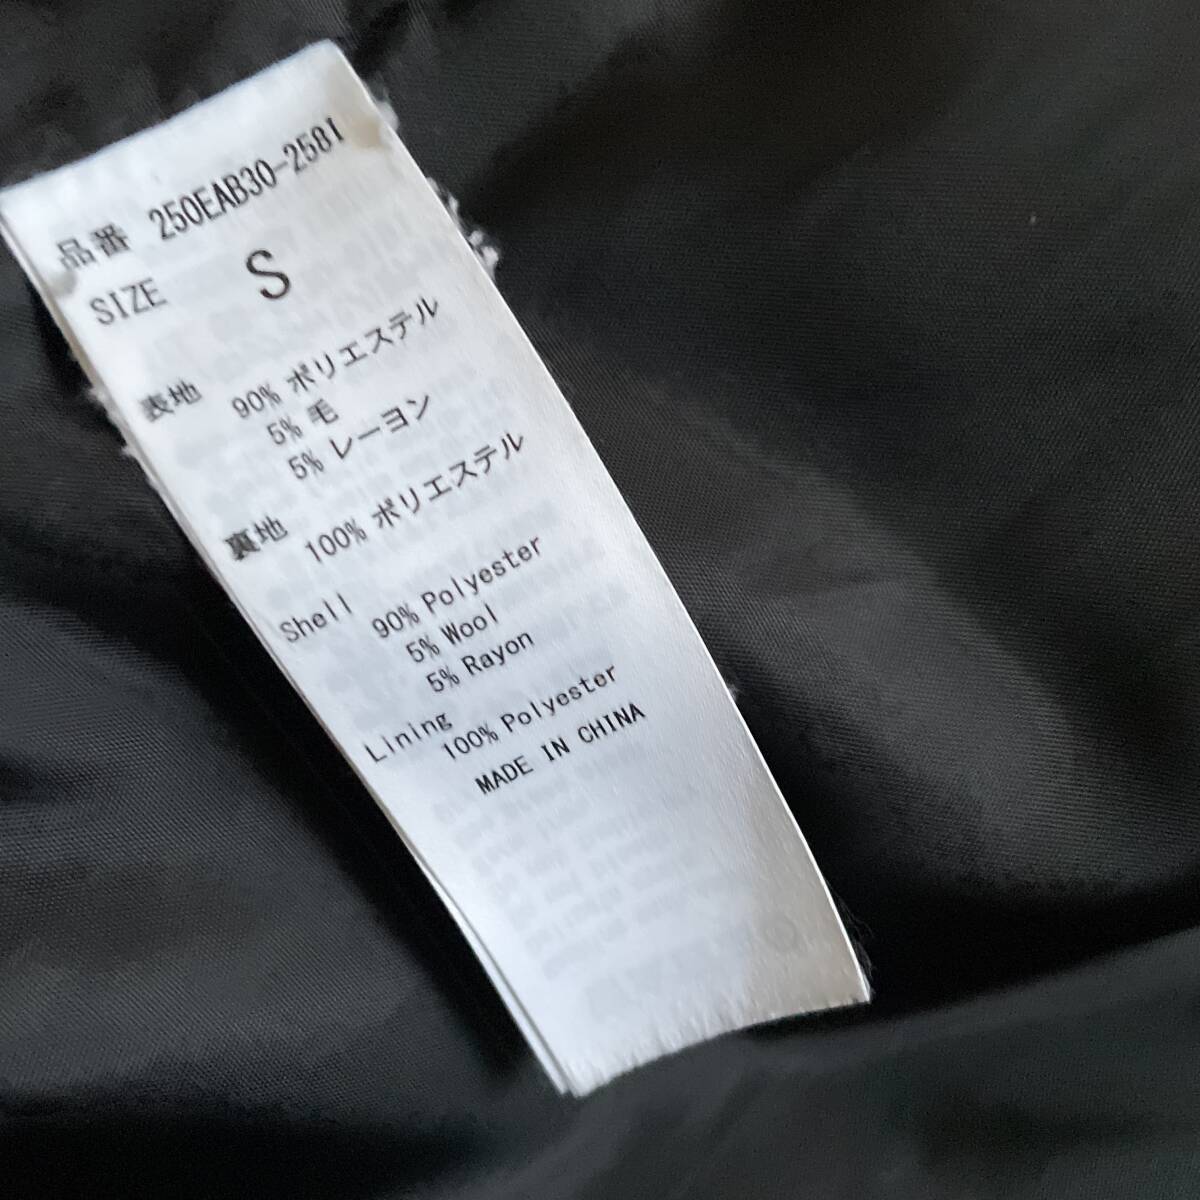 品番 250EAB30-2581
SIZE S
表地 90% ポリエステル
5% 毛
5% レーヨン
裏地 100% ポリエステル
Shell 90% Polyester
5% Wool
5% Rayon
Lining 100% Polyester
MADE IN CHINA